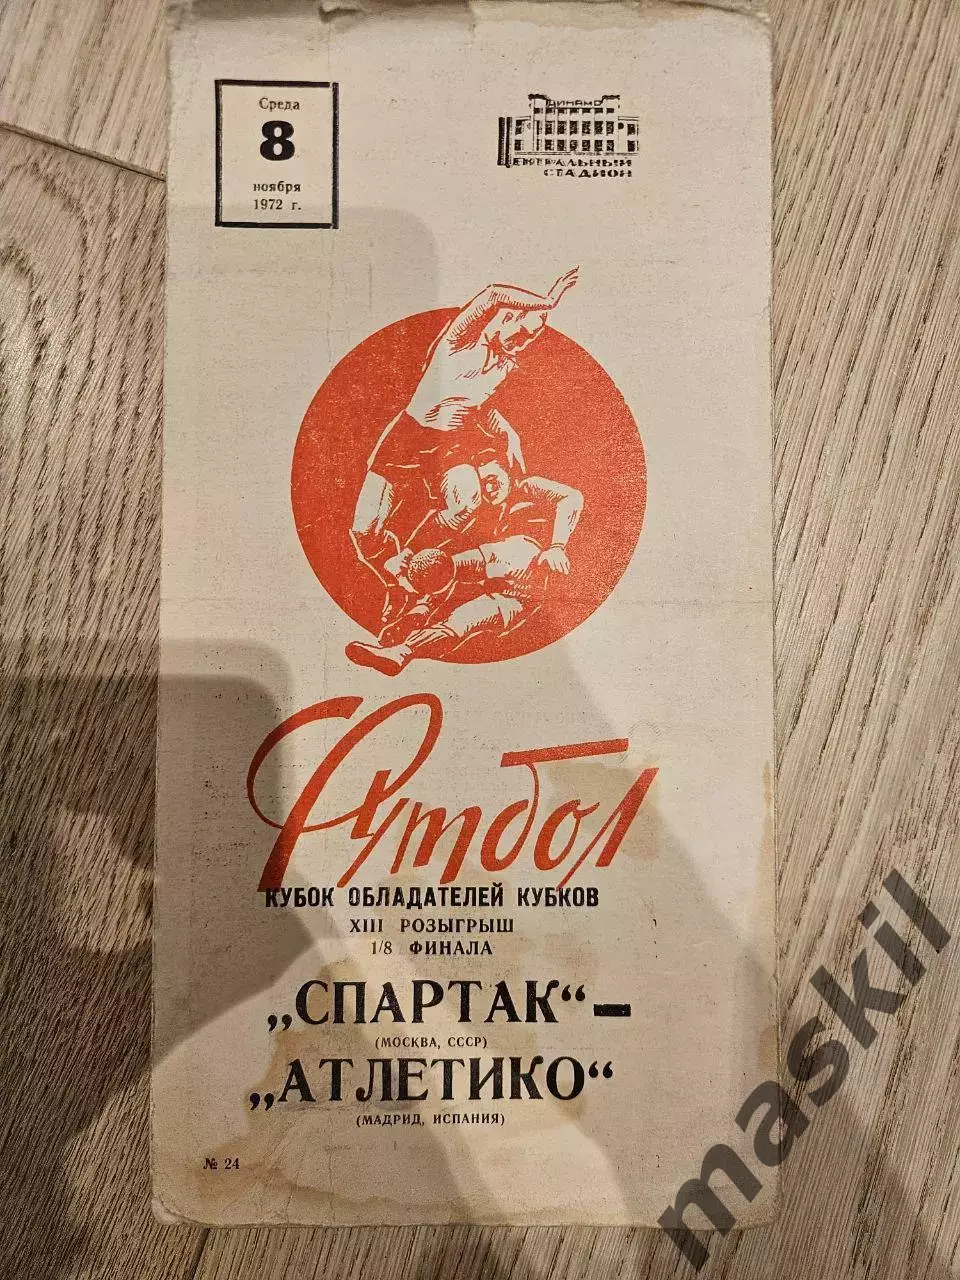 Среда
8
ноября
1972 г.
ДИНАМО
ЦЕНТРАЛЬНЫЙ
СТАДИОН
Футбол
КУБОК ОБЛАДАТЕЛЕЙ КУБКОВ
XIII РОЗЫГРЫШ
1/8 ФИНАЛА
„СПАРТАК“ –
(МОСКВА, СССР)
„АТЛЕТИКО“
(МАДРИД, ИСПАНИЯ)
№ 24
maskil